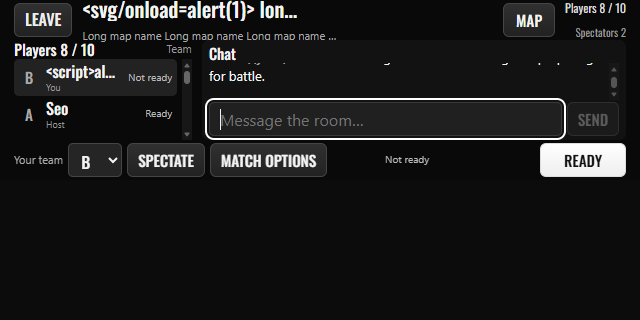 LEAVE
<svg/onload=alert(1)> lon...
Long map name Long map name Long map name ...
MAP
Players 8 / 10
Spectators 2
Players 8 / 10
Team
B
<script>al...
You
Not ready
A
Seo
Host
Ready
Chat
for battle.
Message the room...
SEND
Your team
B
SPECTATE
MATCH OPTIONS
Not ready
READY